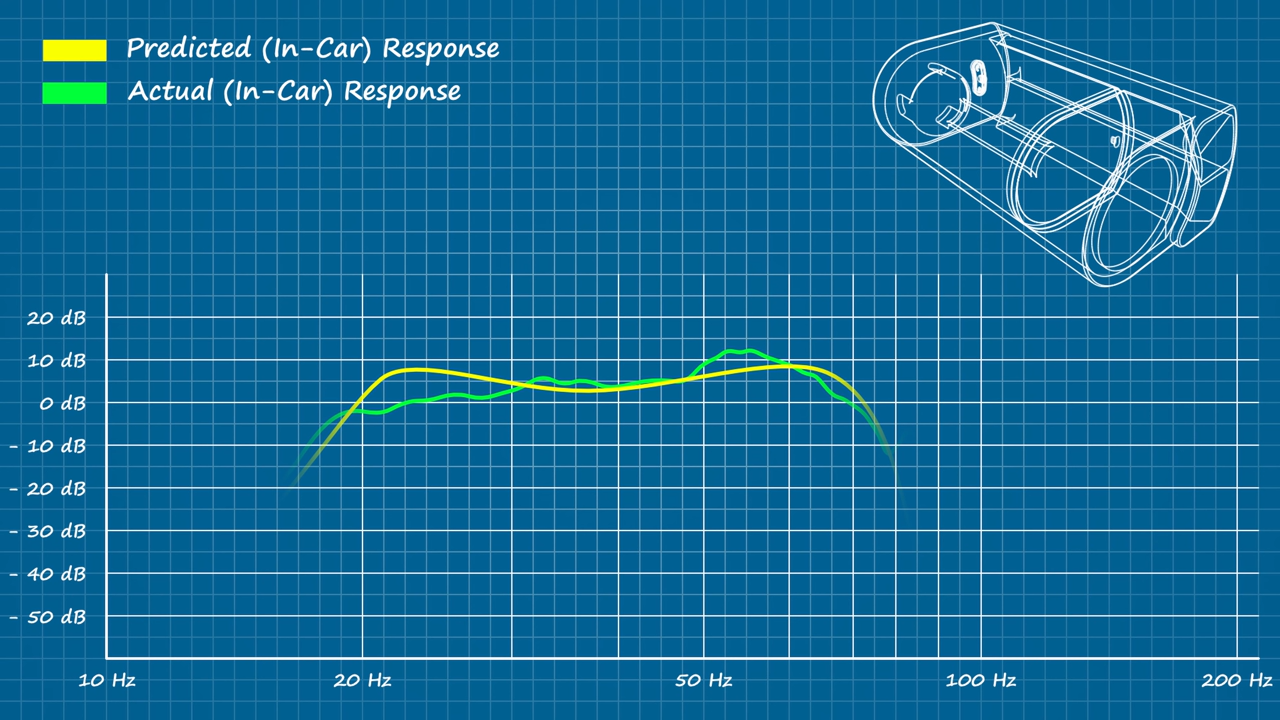 Predicted (In-Car) Response
Actual (In-Car) Response
20 dB
10 dB
0 dB
- 10 dB
- 20 dB
- 30 dB
- 40 dB
- 50 dB
10 Hz 20 Hz 50 Hz 100 Hz 200 Hz